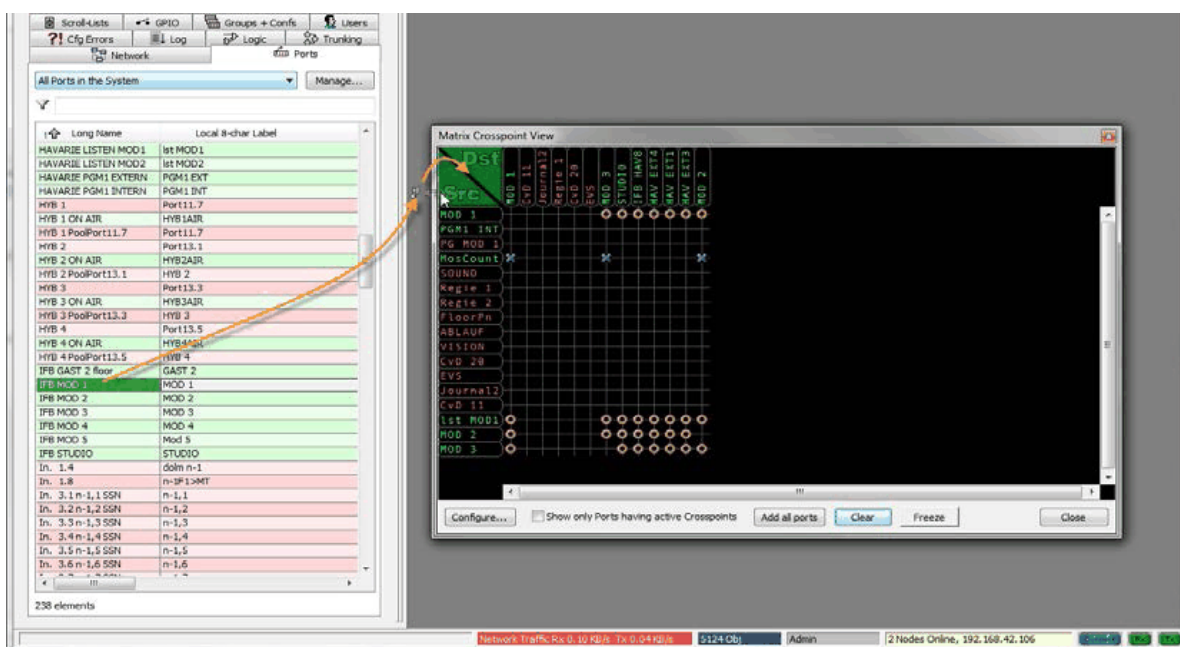 Scroll-Lists GPIO Groups + Confs Users
?! Cfg Errors Log Logic Trunking
Network Ports
All Ports in the System Manage...
Long Name Local 8-char Label
HAVARIE LISTEN MOD1 lst MOD1
HAVARIE LISTEN MOD2 lst MOD2
HAVARIE PGM1 EXTERN PGM1 EXT
HAVARIE PGM1 INTERN PGM1 INT
HYB 1 Port11.7
HYB 1 ON AIR HYB1AIR
HYB 1 PoolPort11.7 Port11.7
HYB 2 Port13.1
HYB 2 ON AIR HYB2AIR
HYB 2 PoolPort13.1 HYB 2
HYB 3 Port13.3
HYB 3 ON AIR HYB3AIR
HYB 3 PoolPort13.3 HYB 3
HYB 4 Port13.5
HYB 4 ON AIR HYB4AIR
HYB 4 PoolPort13.5 HYB 4
IFB GAST 2 floor GAST 2
IFB MOD 1 MOD 1
IFB MOD 2 MOD 2
IFB MOD 3 MOD 3
IFB MOD 4 MOD 4
IFB MOD 5 Mod 5
IFB STUDIO STUDIO
In. 1.4 dolm n-1
In. 1.8 n-1F1>MT
In. 3.1 n-1,1 SSN n-1,1
In. 3.2 n-1,2 SSN n-1,2
In. 3.3 n-1,3 SSN n-1,3
In. 3.4 n-1,4 SSN n-1,4
In. 3.5 n-1,5 SSN n-1,5
In. 3.6 n-1,6 SSN n-1,6
238 elements
Matrix Crosspoint View
Dst
Src
MOD 1
CvD 11
Journal2
Regie 1
CvD 20
EVS
MOD 3
STUDIO
IFB HAV8
HAV EXT4
HAV EXT1
HAV EXT3
MOD 2
MOD 1
PGM1 INT
PG MOD 1
MosCount
SOUND
Regie 1
Regie 2
FloorPn
ABLAUF
VISION
CvD 20
EVS
Journal2
CvD 11
lst MOD1
MOD 2
MOD 3
Configure... Show only Ports having active Crosspoints Add all ports Clear Freeze Close
Network Traffic Rx 0.10 KB/s Tx 0.04 KB/s 5124 Obj Admin 2 Nodes Online, 192.168.42.106